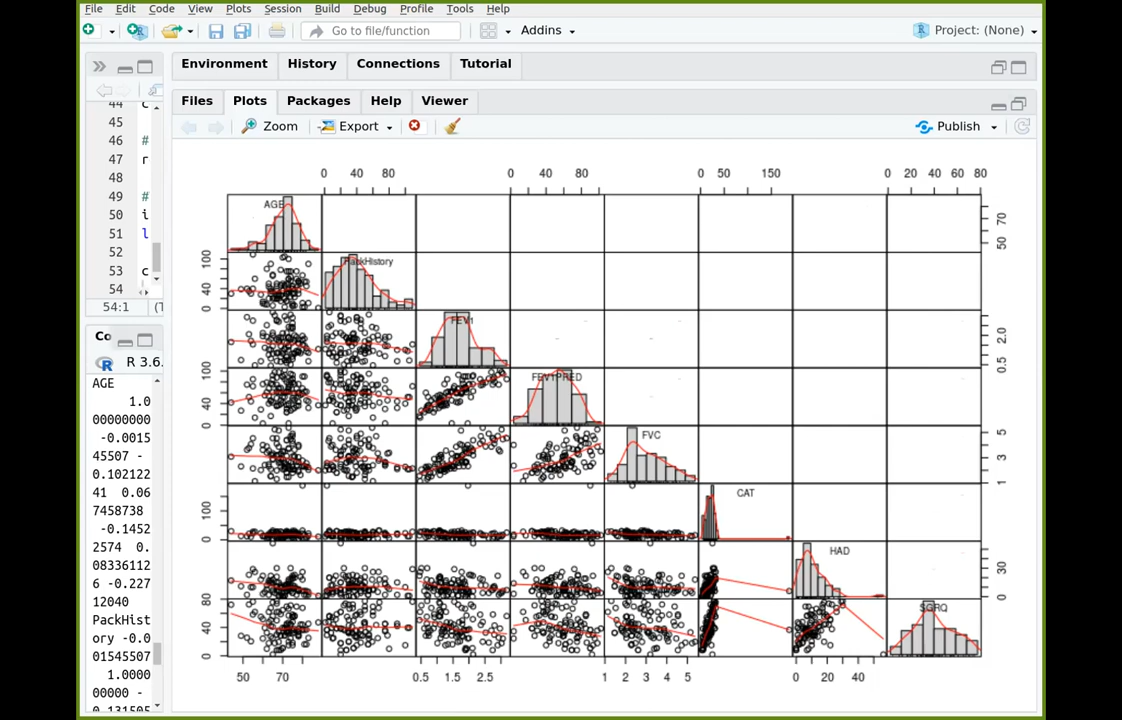 File Edit Code View Plots Session Build Debug Profile Tools Help
Go to file/function Addins Project: (None)
Environment History Connections Tutorial
Files Plots Packages Help Viewer
Zoom Export Publish
44 c
45
46 #
47 r
48
49 #
50 i
51 l
52
53 c
54
54:1 (T
Co
R 3.6.
AGE
1.0
00000000
-0.0015
45507 -
0.102122
41 0.06
7458738
-0.1452
2574 0.
08336112
6 -0.227
12040
PackHist
ory -0.0
01545507
1.0000
00000 -
0.131505
0 40 80 0 40 80 0 50 150 0 20 40 60 80
AGE
50 70
PackHistory
0 40 100
FEV1
0.5 2.0
FEV1PRED
0 40 100
FVC
1 3 5
CAT
0 100
HAD
0 30
SGRQ
0 40 80
50 70 0.5 1.5 2.5 1 2 3 4 5 0 20 40